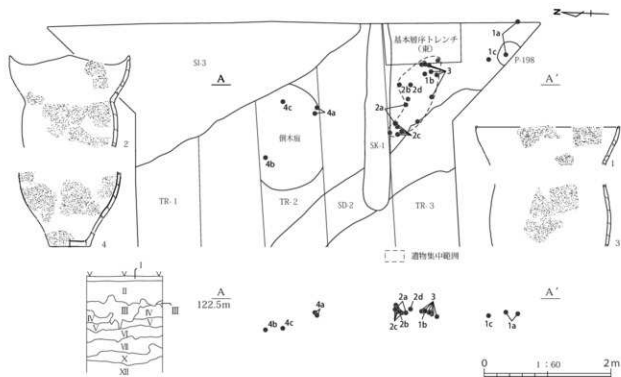 N
SI-3
A
A'
基本層序トレンチ
(東)
P-198
1a
1c
3
1b
2b 2d
2a
2c
4c
4a
倒木痕
4b
SK-1
TR-1
TR-2
SD-2
TR-3
2
4
1
3
遺物集中範囲
I
II
III
III
IV
IV
V
V
VI
VII
X
XII
A
122.5m
A'
4b
4c
4a
2a
2d
3
2c
2b
1b
1c
1a
0
1:60
2m